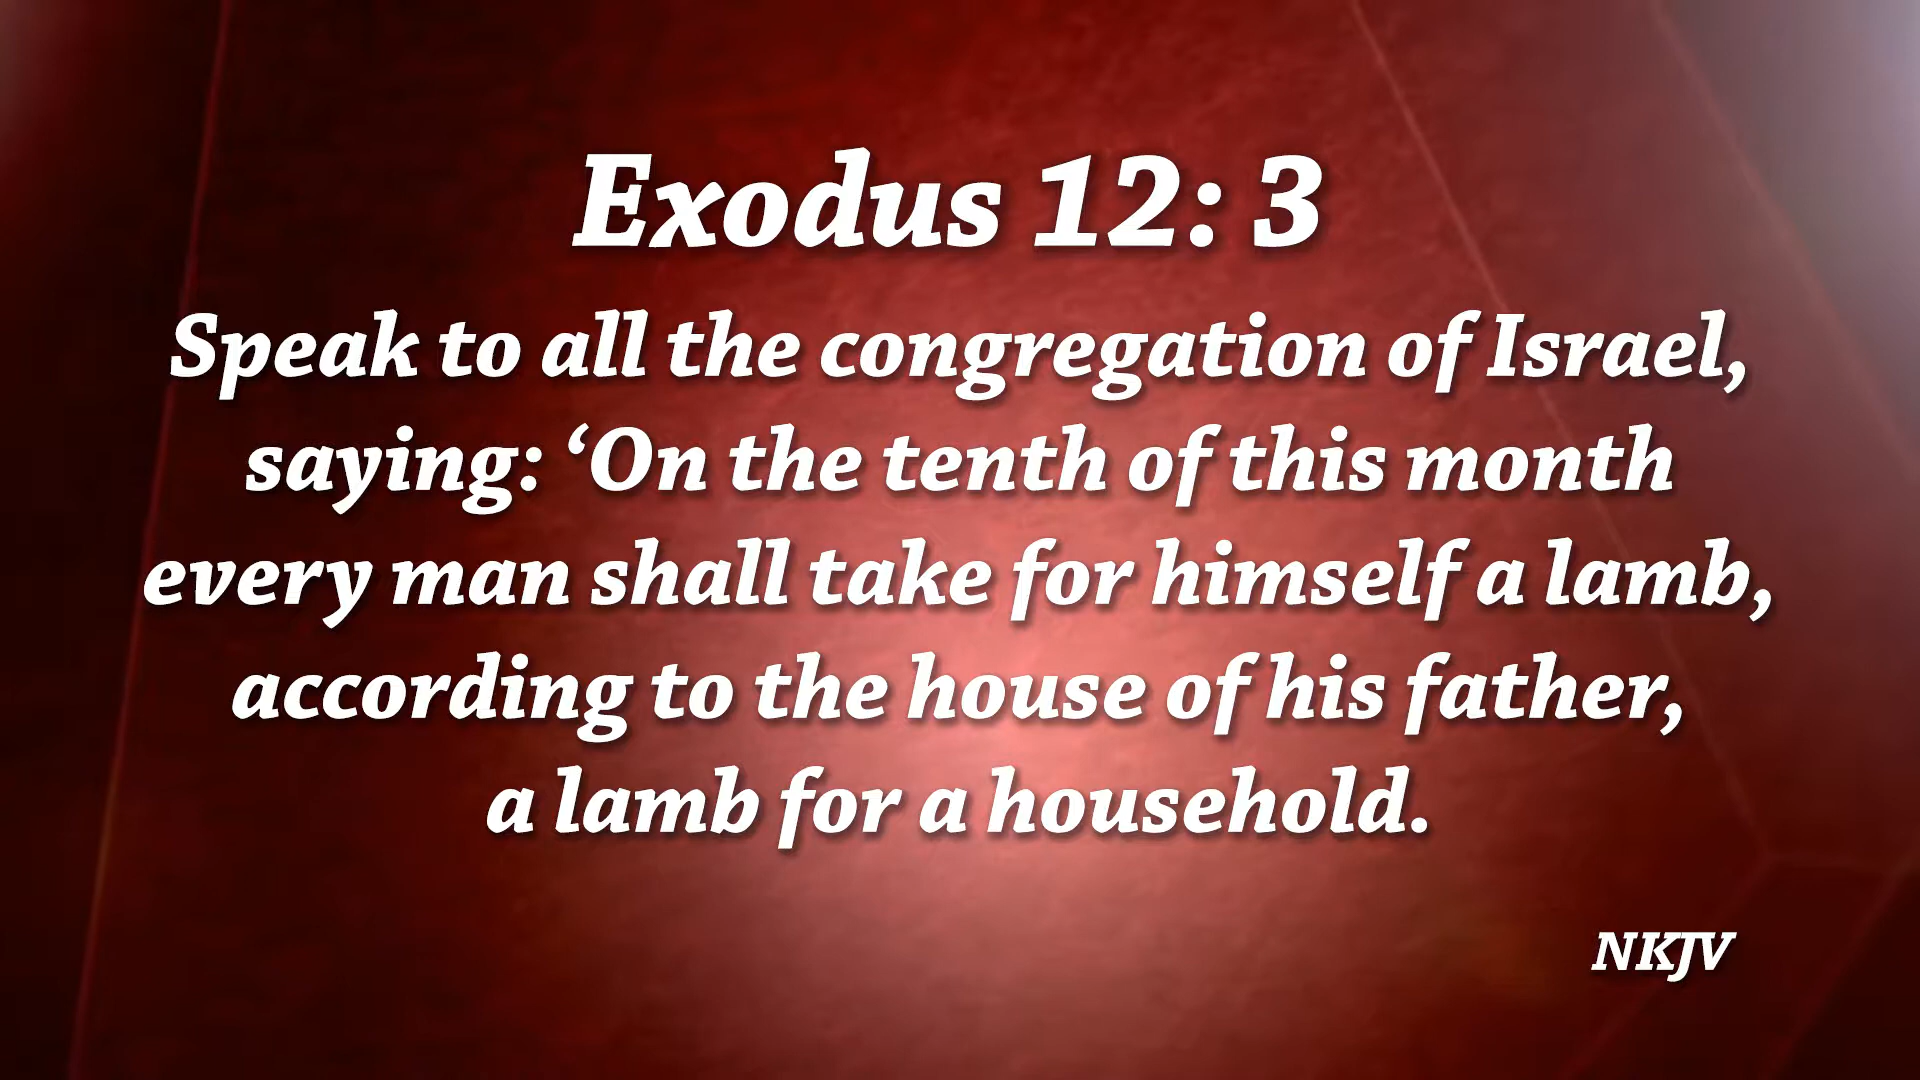 Exodus 12: 3
Speak to all the congregation of Israel,
saying: ‘On the tenth of this month
every man shall take for himself a lamb,
according to the house of his father,
a lamb for a household.
NKJV